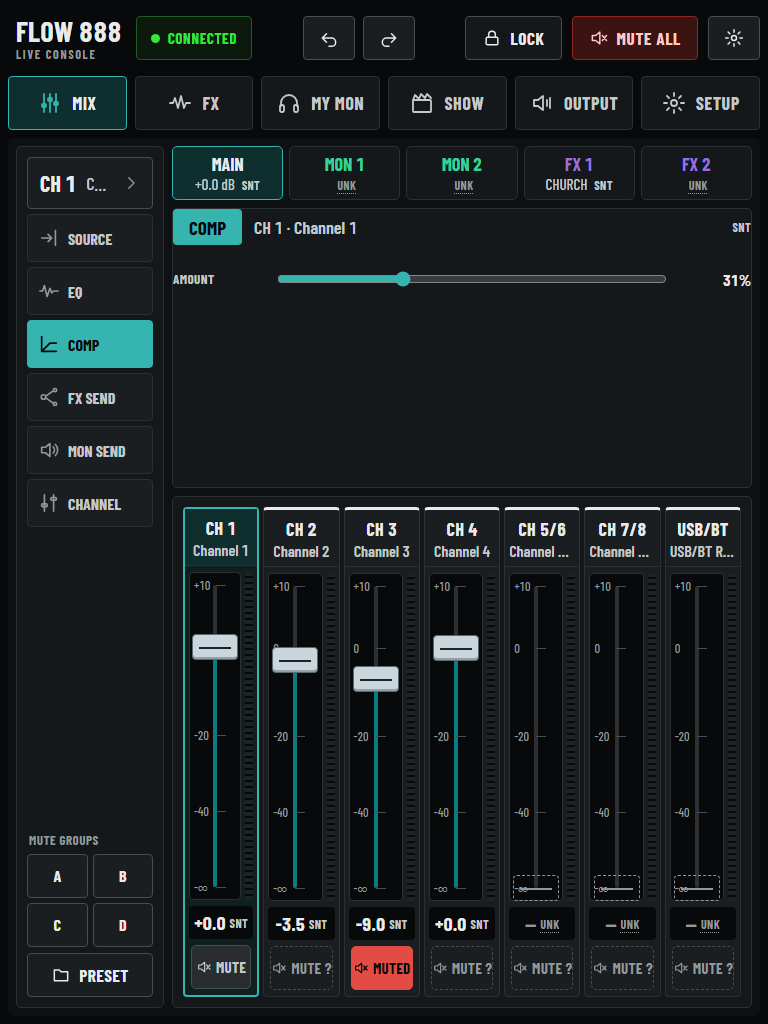 FLOW 888
LIVE CONSOLE
CONNECTED
LOCK
MUTE ALL
MIX
FX
MY MON
SHOW
OUTPUT
SETUP
CH 1 C...
SOURCE
EQ
COMP
FX SEND
MON SEND
CHANNEL
MUTE GROUPS
A B
C D
PRESET
MAIN
+0.0 dB SNT
MON 1
UNK
MON 2
UNK
FX 1
CHURCH SNT
FX 2
UNK
COMP CH 1 · Channel 1 SNT
AMOUNT 31%
CH 1
Channel 1
+10
-20
-40
-∞
+0.0 SNT
MUTE
CH 2
Channel 2
+10
-20
-40
-∞
-3.5 SNT
MUTE ?
CH 3
Channel 3
+10
0
-20
-40
-∞
-9.0 SNT
MUTED
CH 4
Channel 4
+10
-20
-40
-∞
+0.0 SNT
MUTE ?
CH 5/6
Channel ...
+10
0
-20
-40
-∞
— UNK
MUTE ?
CH 7/8
Channel ...
+10
0
-20
-40
-∞
— UNK
MUTE ?
USB/BT
USB/BT R...
+10
0
-20
-40
-∞
— UNK
MUTE ?